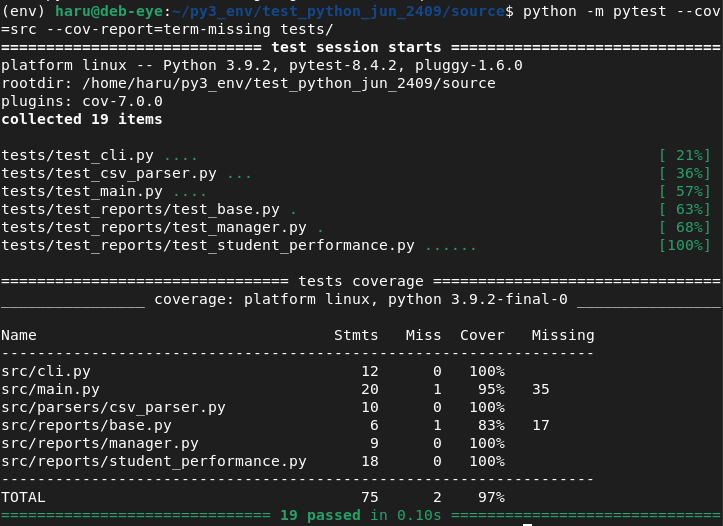 (env) haru@deb-eye:~/py3_env/test_python_jun_2409/source$ python -m pytest --cov
=src --cov-report=term-missing tests/
============================= test session starts ==============================
platform linux -- Python 3.9.2, pytest-8.4.2, pluggy-1.6.0
rootdir: /home/haru/py3_env/test_python_jun_2409/source
plugins: cov-7.0.0
collected 19 items
tests/test_cli.py .... [ 21%]
tests/test_csv_parser.py ... [ 36%]
tests/test_main.py .... [ 57%]
tests/test_reports/test_base.py . [ 63%]
tests/test_reports/test_manager.py . [ 68%]
tests/test_reports/test_student_performance.py ...... [100%]
================================ tests coverage ================================
________________ coverage: platform linux, python 3.9.2-final-0 ________________
Name Stmts Miss Cover Missing
------------------------------------------------------------------
src/cli.py 12 0 100%
src/main.py 20 1 95% 35
src/parsers/csv_parser.py 10 0 100%
src/reports/base.py 6 1 83% 17
src/reports/manager.py 9 0 100%
src/reports/student_performance.py 18 0 100%
------------------------------------------------------------------
TOTAL 75 2 97%
============================== 19 passed in 0.10s ==============================